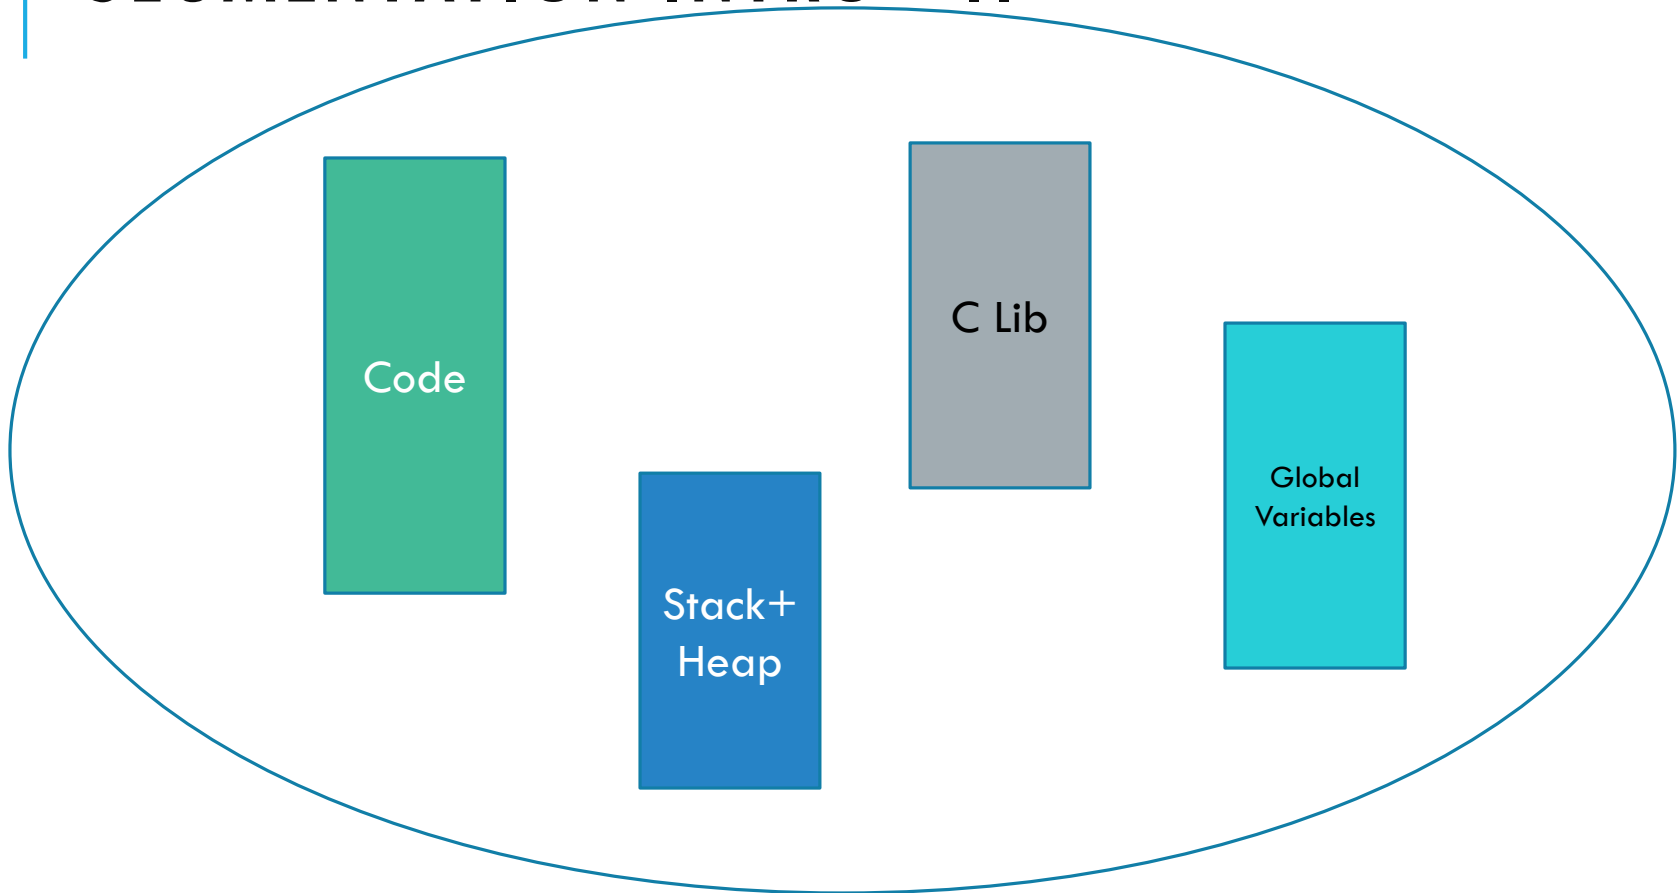 Code
C Lib
Global
Variables
Stack+
Heap